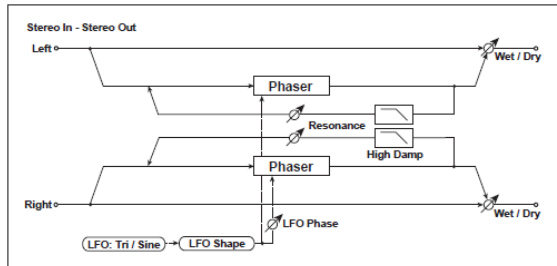 Stereo In - Stereo Out
Left
Wet / Dry
Phaser
Resonance
High Damp
Phaser
Right
Wet / Dry
LFO Phase
LFO: Tri / Sine
LFO Shape